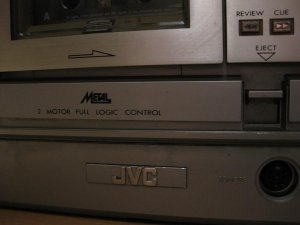 A
REVIEW CUE
EJECT
METAL
2 MOTOR FULL LOGIC CONTROL
JVC